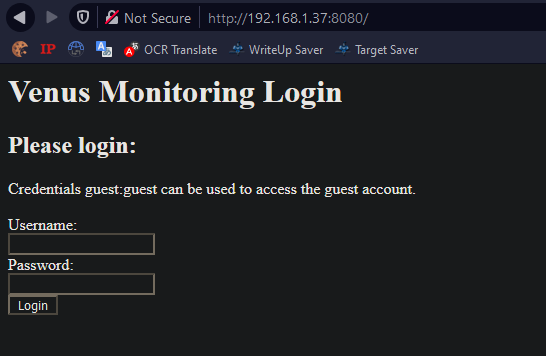 Not Secure http://192.168.1.37:8080/
IP OCR Translate WriteUp Saver Target Saver
Venus Monitoring Login
Please login:
Credentials guest:guest can be used to access the guest account.
Username:
Password:
Login